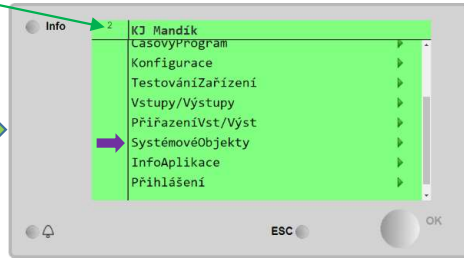 Info
2
KJ Mandík
ČasovýProgram
Konfigurace
TestováníZařízení
Vstupy/Výstupy
PřiřazeníVst/Výst
SystémovéObjekty
InfoAplikace
Přihlášení
ESC
OK